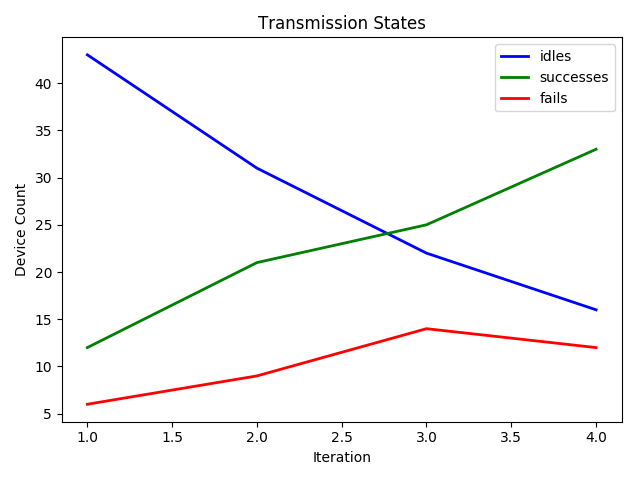 Transmission States
idles
successes
fails
Device Count
40
35
30
25
20
15
10
5
1.0 1.5 2.0 2.5 3.0 3.5 4.0
Iteration